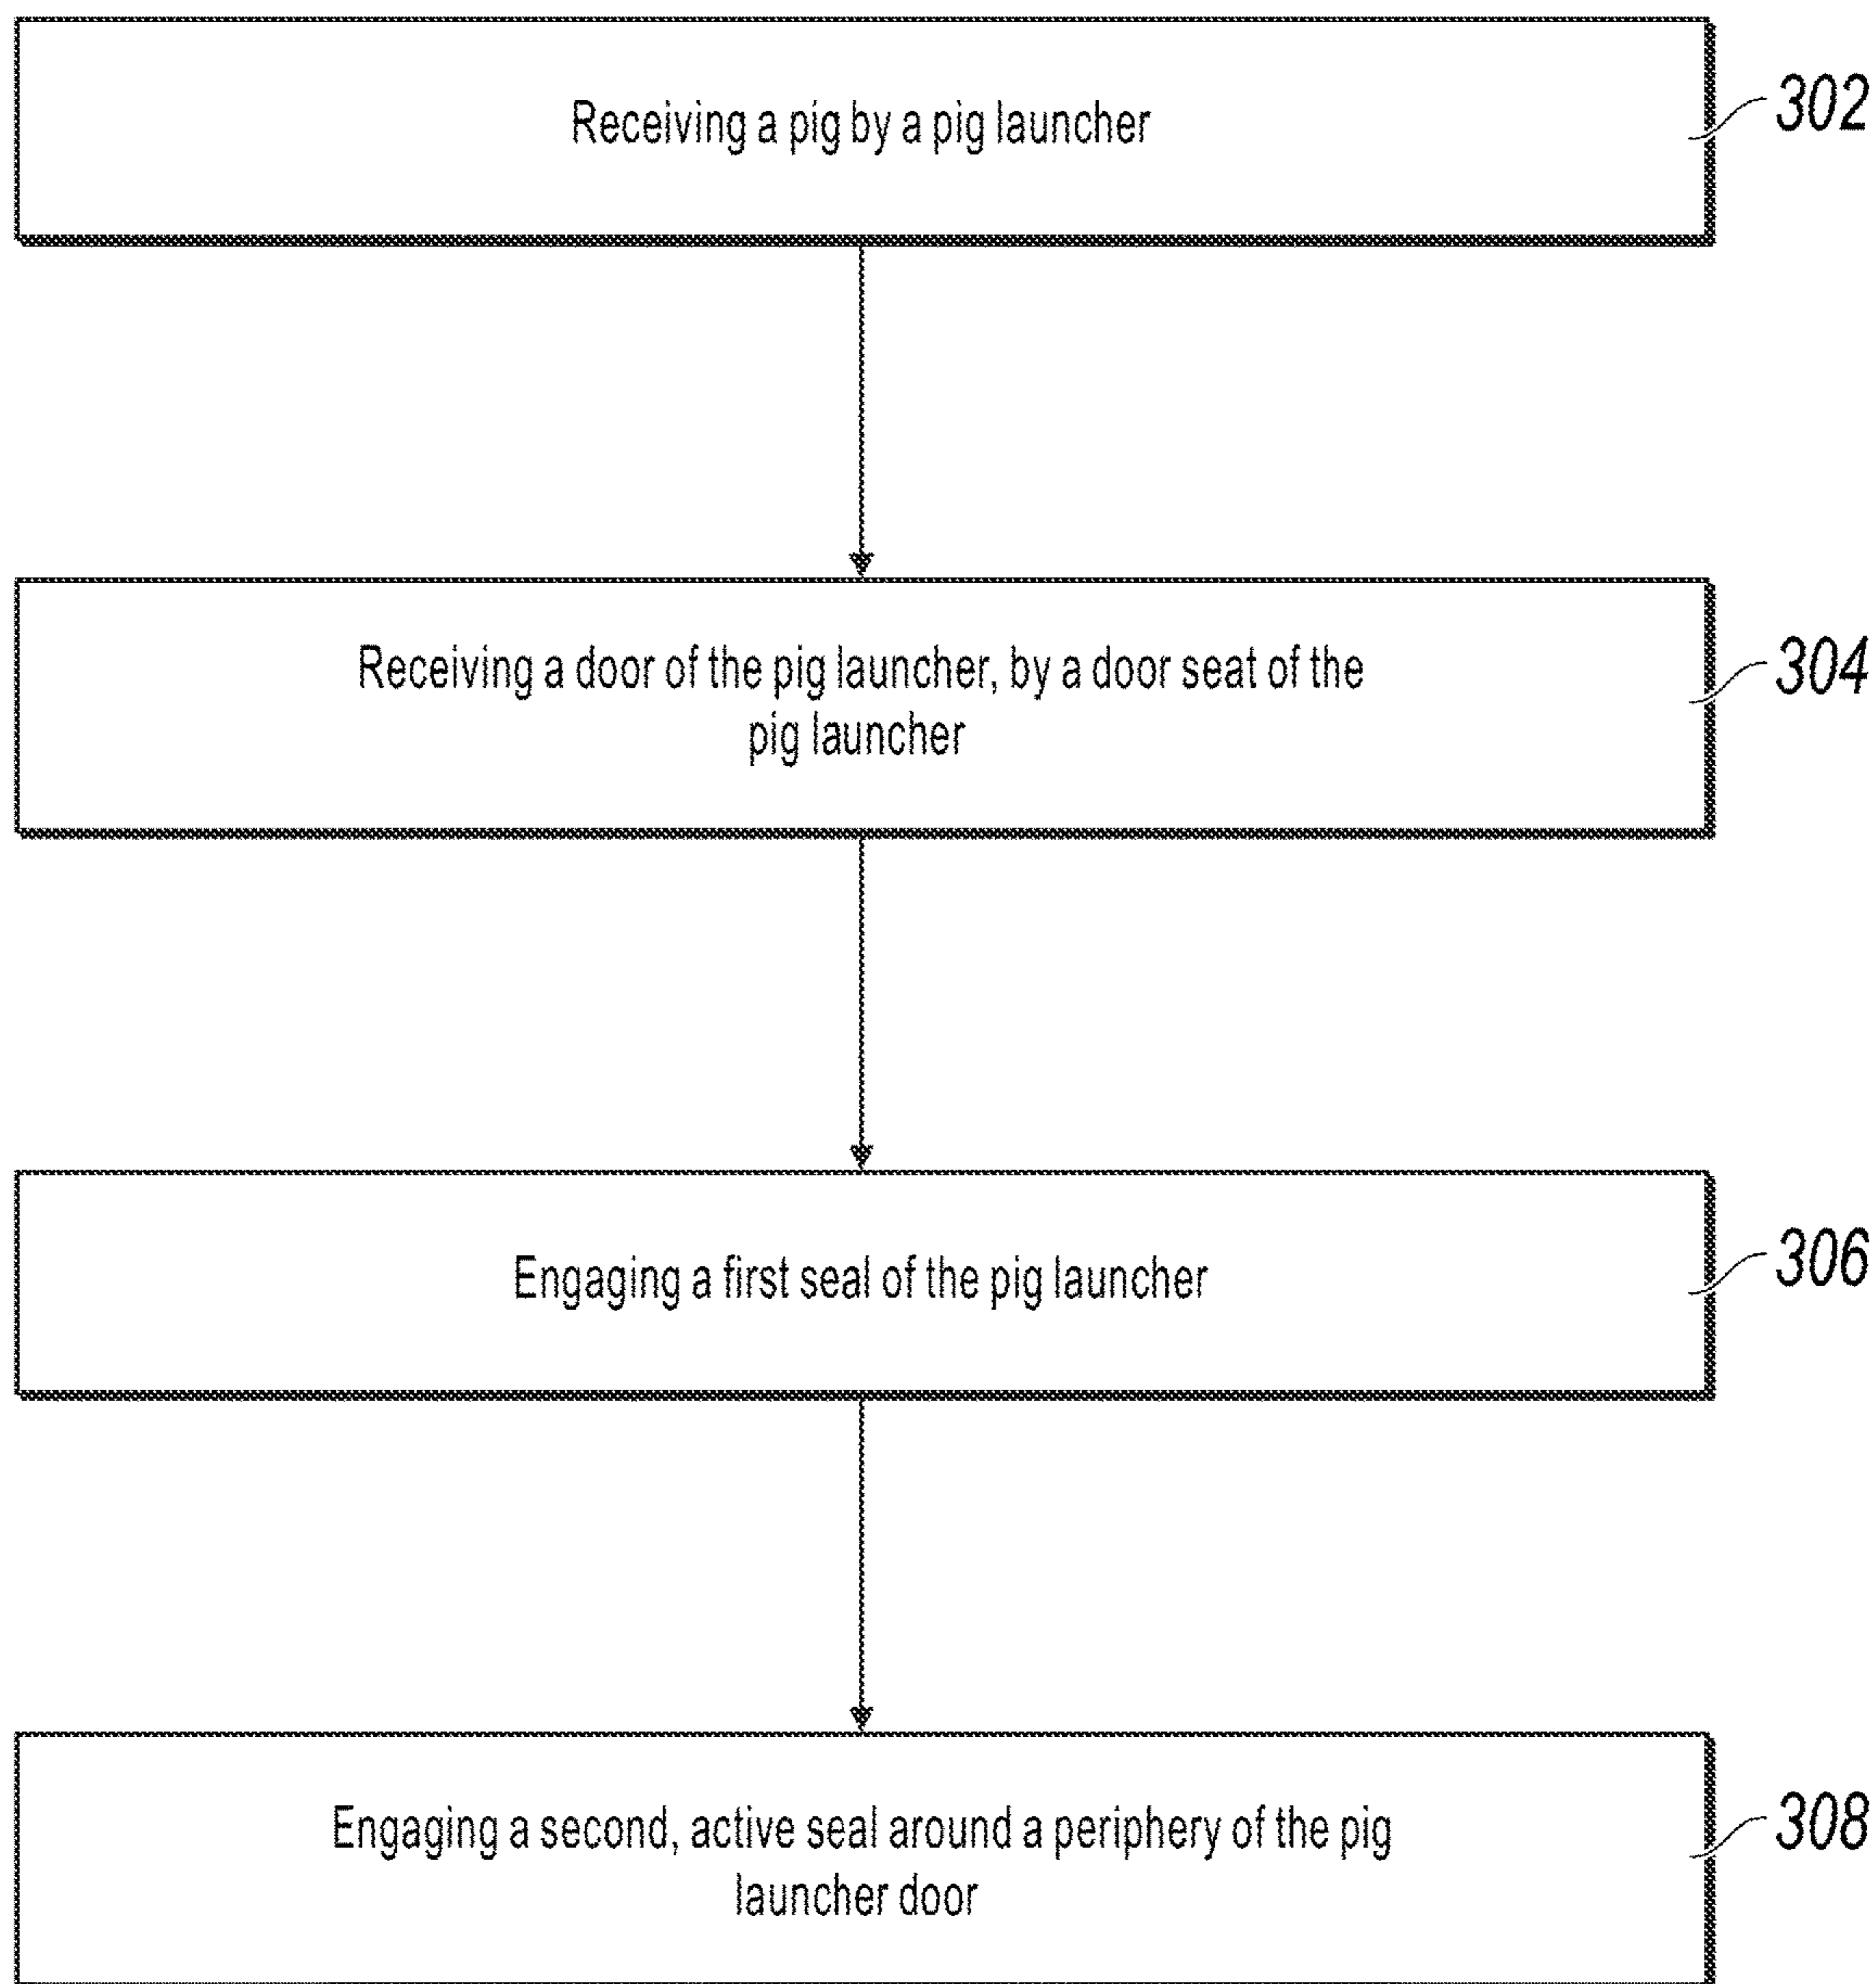 Receiving a pig by a pig launcher
302
Receiving a door of the pig launcher, by a door seat of the
pig launcher
304
Engaging a first seal of the pig launcher
306
Engaging a second, active seal around a periphery of the pig
launcher door
308